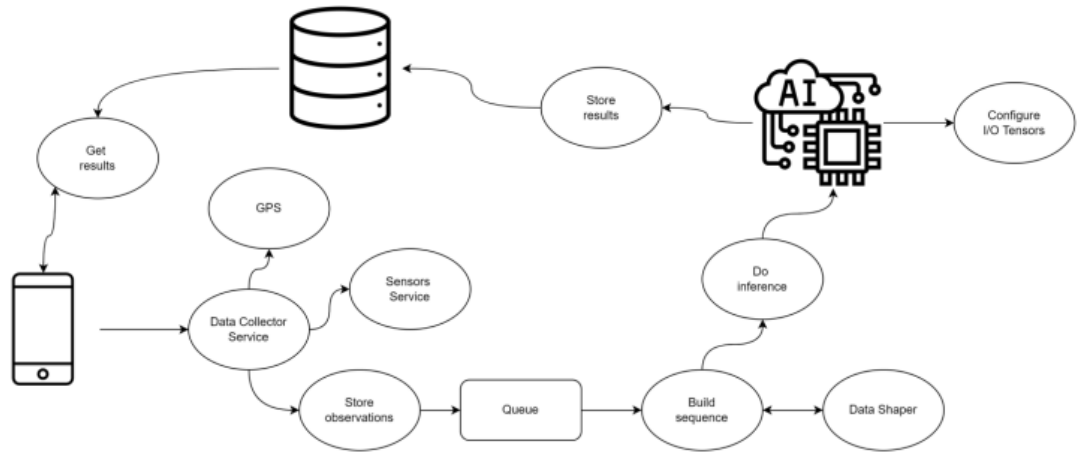 AI
Store
results
Configure
I/O Tensors
Get
results
GPS
Sensors
Service
Do
inference
Data Collector
Service
Store
observations
Queue
Build
sequence
Data Shaper